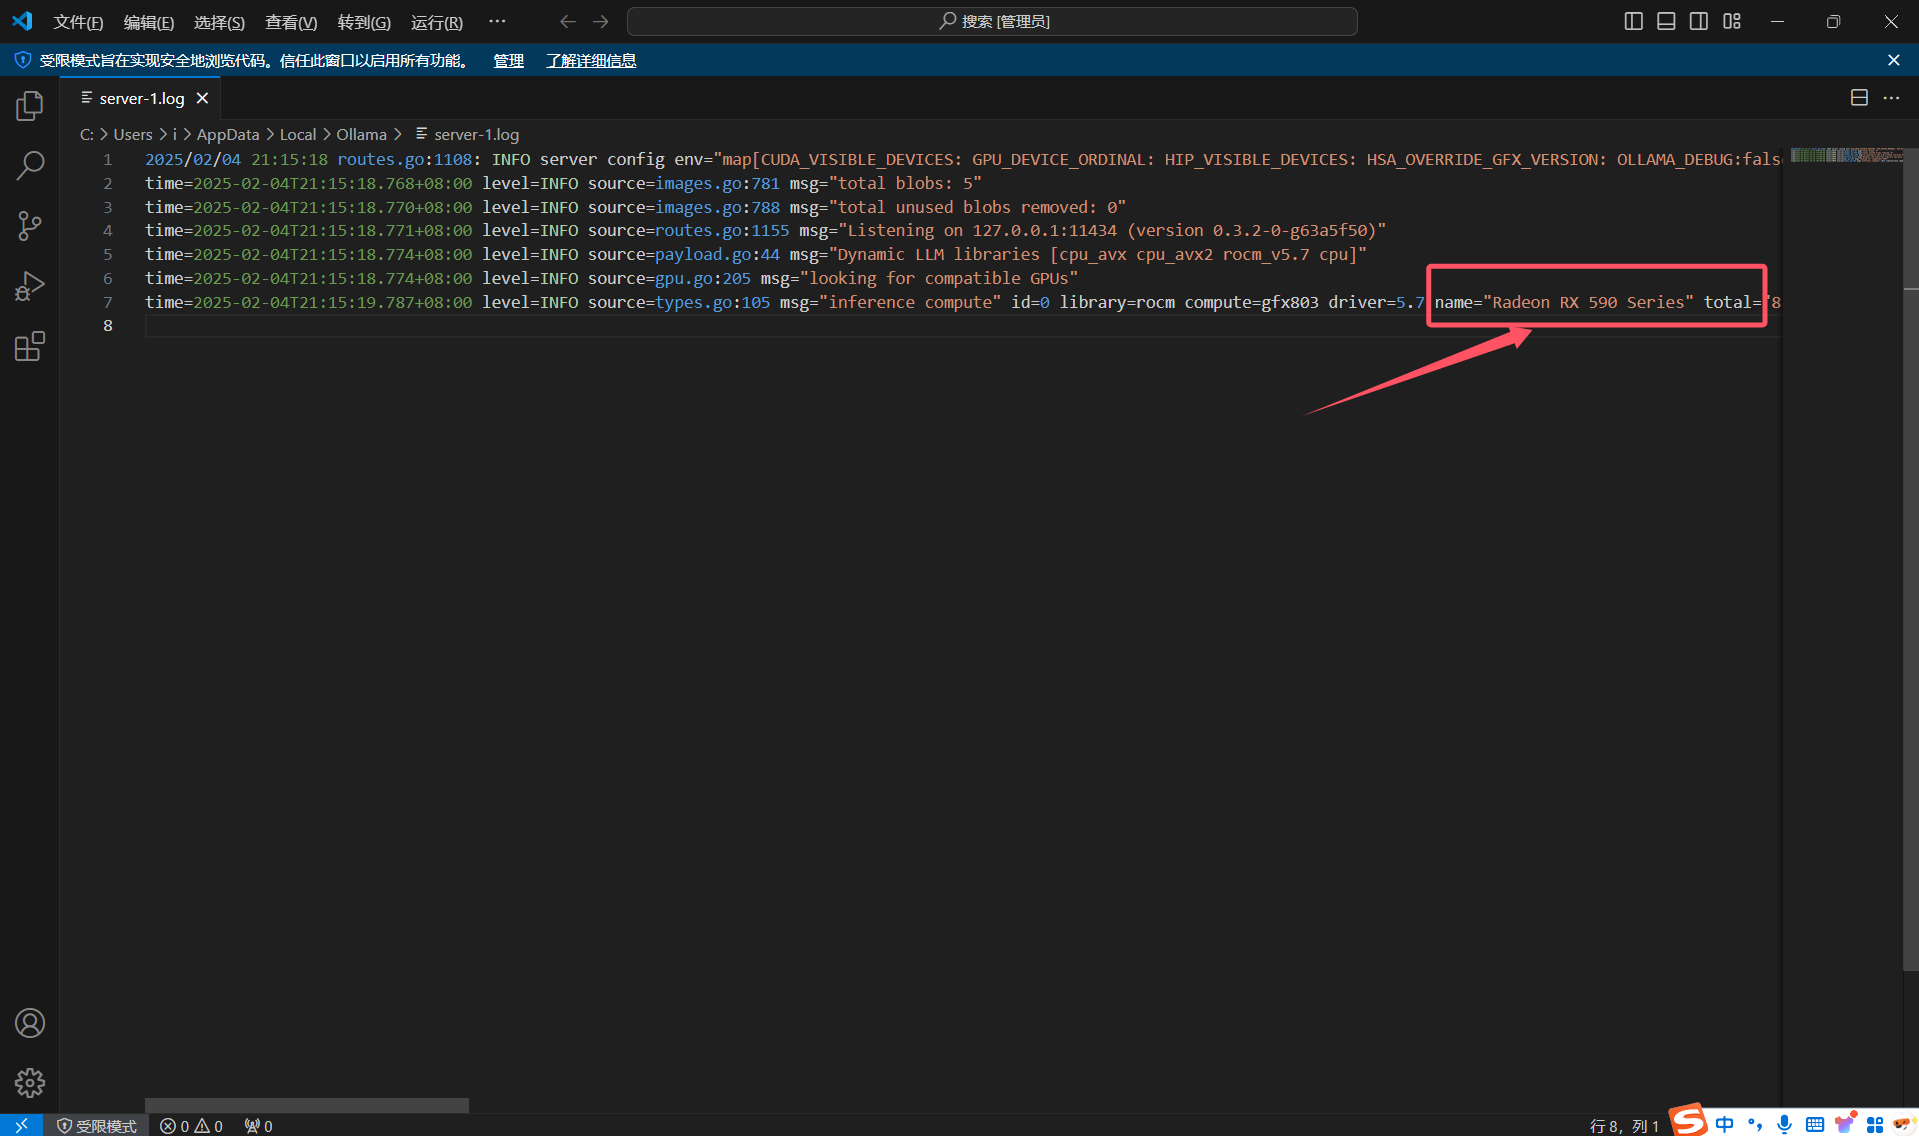 文件(F) 编辑(E) 选择(S) 查看(V) 转到(G) 运行(R) ··· 搜索 [管理员]
受限模式旨在实现安全地浏览代码。信任此窗口以启用所有功能。 管理 了解详细信息
server-1.log
C: > Users > i > AppData > Local > Ollama > server-1.log
1 2025/02/04 21:15:18 routes.go:1108: INFO server config env="map[CUDA_VISIBLE_DEVICES: GPU_DEVICE_ORDINAL: HIP_VISIBLE_DEVICES: HSA_OVERRIDE_GFX_VERSION: OLLAMA_DEBUG:false
2 time=2025-02-04T21:15:18.768+08:00 level=INFO source=images.go:781 msg="total blobs: 5"
3 time=2025-02-04T21:15:18.770+08:00 level=INFO source=images.go:788 msg="total unused blobs removed: 0"
4 time=2025-02-04T21:15:18.771+08:00 level=INFO source=routes.go:1155 msg="Listening on 127.0.0.1:11434 (version 0.3.2-0-g63a5f50)"
5 time=2025-02-04T21:15:18.774+08:00 level=INFO source=payload.go:44 msg="Dynamic LLM libraries [cpu_avx cpu_avx2 rocm_v5.7 cpu]"
6 time=2025-02-04T21:15:18.774+08:00 level=INFO source=gpu.go:205 msg="looking for compatible GPUs"
7 time=2025-02-04T21:15:19.787+08:00 level=INFO source=types.go:105 msg="inference compute" id=0 library=rocm compute=gfx803 driver=5.7 name="Radeon RX 590 Series" total="8
8
受限模式 0 0 0 行 8，列 1 中